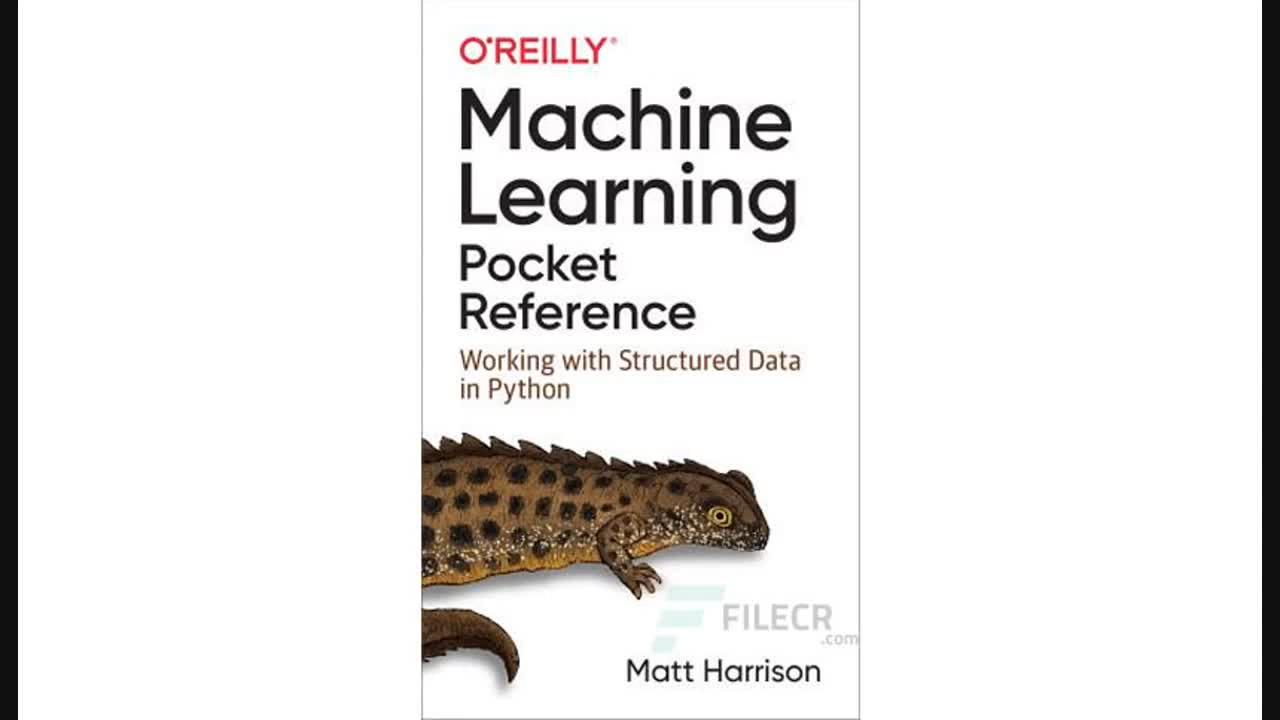 O'REILLY®
Machine
Learning
Pocket
Reference
Working with Structured Data
in Python
FILECR
.com
Matt Harrison